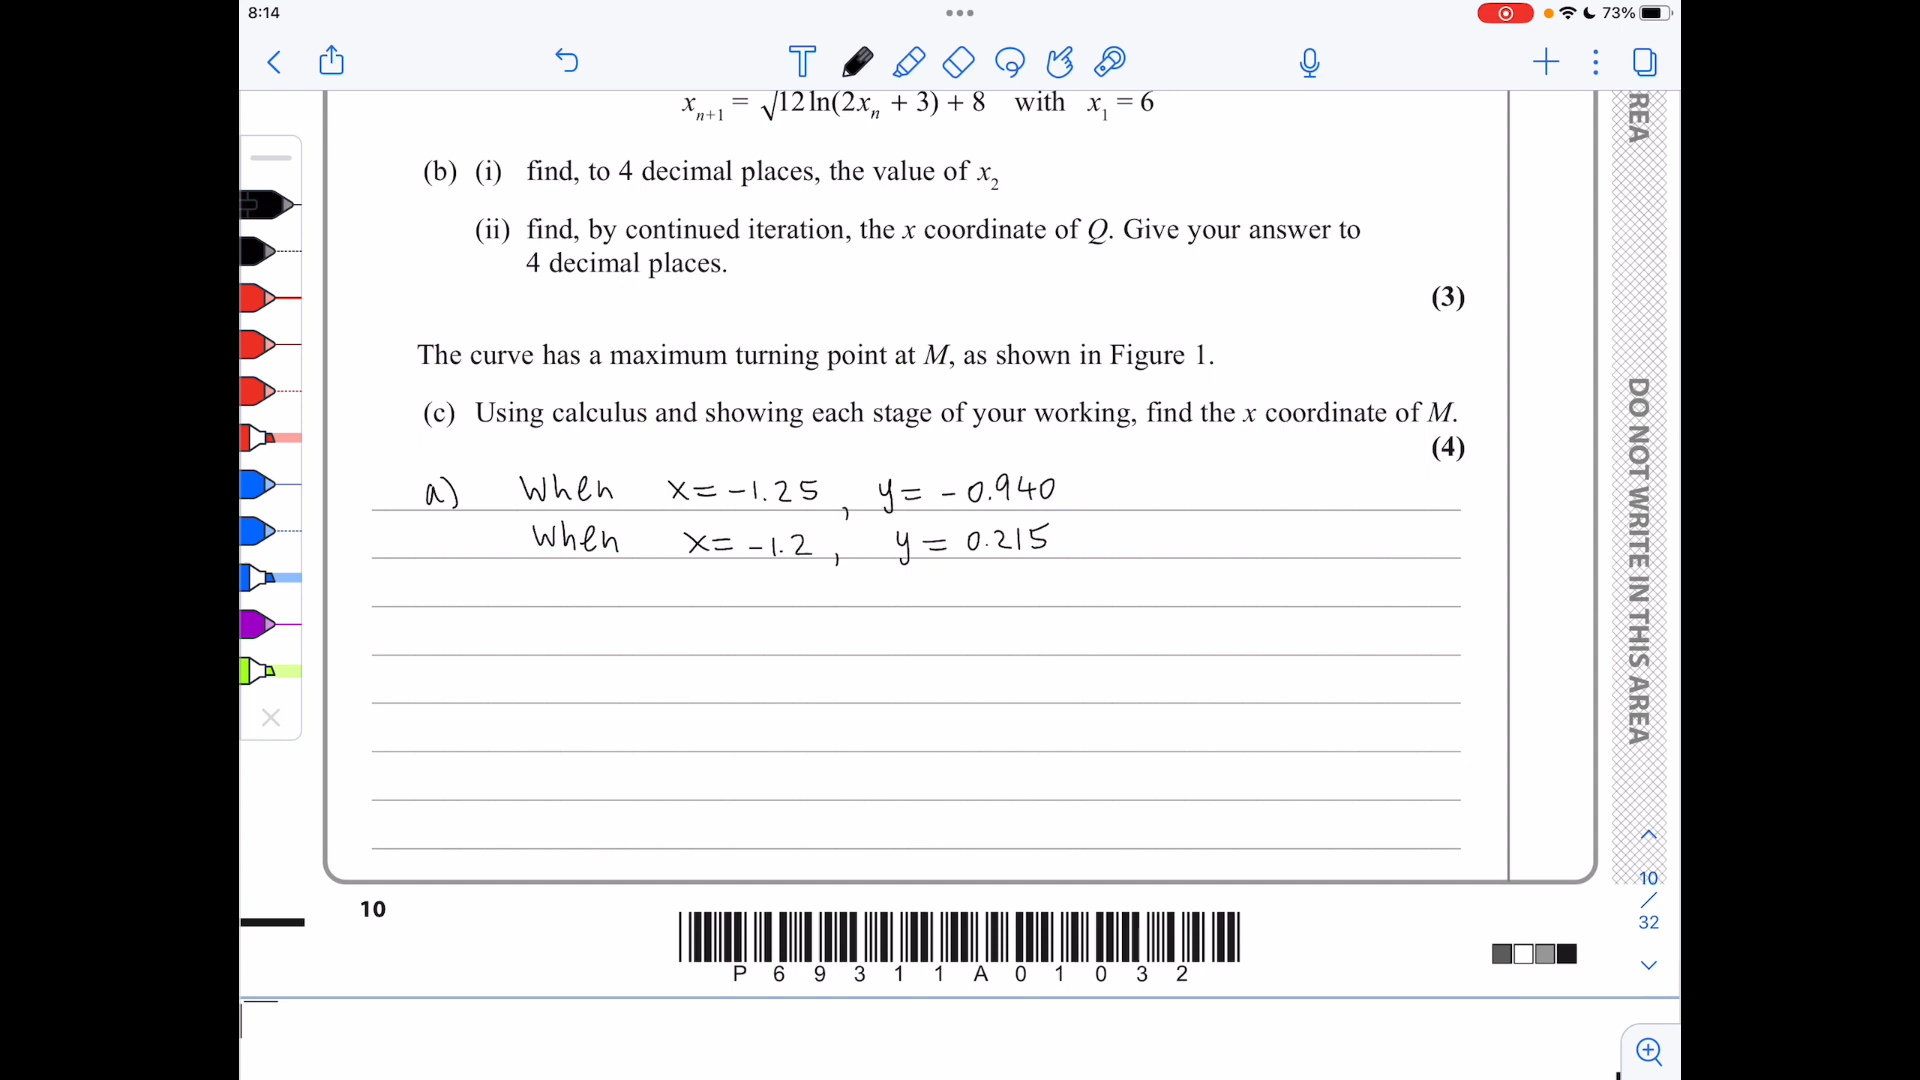 8:14
73%
x_{n+1} = √12 ln(2x_n + 3) + 8 with x_1 = 6
(b) (i) find, to 4 decimal places, the value of x_2
(ii) find, by continued iteration, the x coordinate of Q. Give your answer to
4 decimal places.
(3)
The curve has a maximum turning point at M, as shown in Figure 1.
(c) Using calculus and showing each stage of your working, find the x coordinate of M.
(4)
a) When x = -1.25, y = -0.940
When x = -1.2, y = 0.215
10
P 6 9 3 1 1 A 0 1 0 3 2
REA
DO NOT WRITE IN THIS AREA
10
/
32